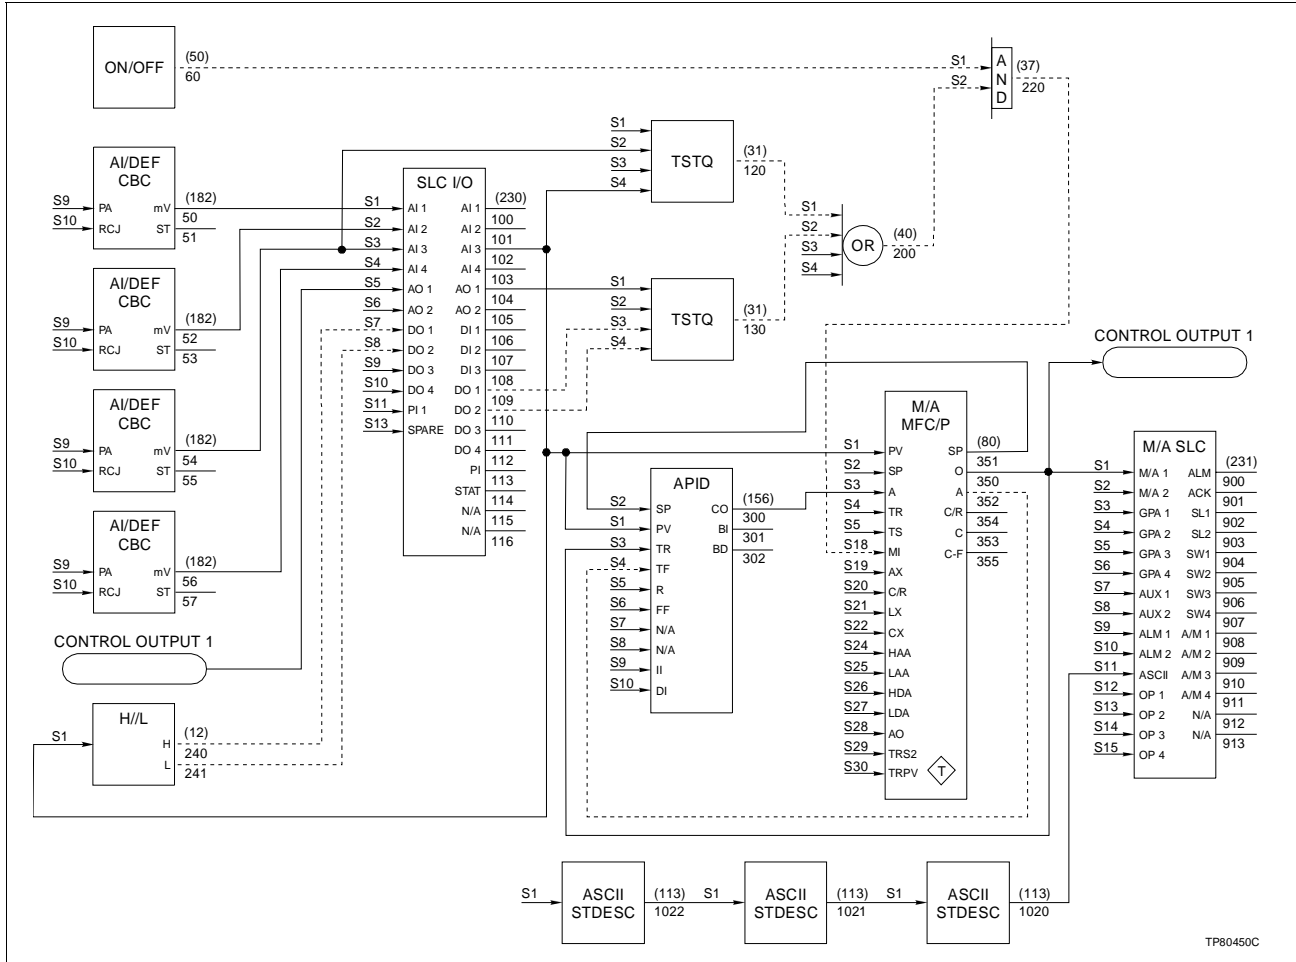 ON/OFF
(50)
60
S1
S2
A
N
D
(37)
220
AI/DEF
CBC
S9
S10
PA
RCJ
mV
ST
(182)
50
51
AI/DEF
CBC
S9
S10
PA
RCJ
mV
ST
(182)
52
53
AI/DEF
CBC
S9
S10
PA
RCJ
mV
ST
(182)
54
55
AI/DEF
CBC
S9
S10
PA
RCJ
mV
ST
(182)
56
57
CONTROL OUTPUT 1
H//L
S1
H
L
(12)
240
241
SLC I/O
S1
AI 1
S2
AI 2
S3
AI 3
S4
AI 4
S5
AO 1
S6
AO 2
S7
DO 1
S8
DO 2
S9
DO 3
S10
DO 4
S11
PI 1
S13
SPARE
(230)
AI 1
100
AI 2
101
AI 3
102
AI 4
103
AO 1
104
AO 2
105
DI 1
106
DI 2
107
DI 3
108
DO 1
109
DO 2
110
DO 3
111
DO 4
112
PI
113
STAT
114
N/A
115
N/A
116
S1
S2
S3
S4
TSTQ
(31)
120
S1
S2
S3
S4
TSTQ
(31)
130
S1
S2
S3
S4
OR
(40)
200
APID
S2
SP
S1
PV
S3
TR
S4
TF
S5
R
S6
FF
S7
N/A
S8
N/A
S9
II
S10
DI
CO
(156)
300
BI
301
BD
302
M/A
MFC/P
S1
PV
S2
SP
S3
A
S4
TR
S5
TS
S18
MI
S19
AX
S20
C/R
S21
LX
S22
CX
S24
HAA
S25
LAA
S26
HDA
S27
LDA
S28
AO
S29
TRS2
S30
TRPV
T
SP
(80)
351
O
350
A
352
C/R
354
C
353
C-F
355
CONTROL OUTPUT 1
M/A SLC
S1
M/A 1
S2
M/A 2
S3
GPA 1
S4
GPA 2
S5
GPA 3
S6
GPA 4
S7
AUX 1
S8
AUX 2
S9
ALM 1
S10
ALM 2
S11
ASCII
S12
OP 1
S13
OP 2
S14
OP 3
S15
OP 4
ALM
(231)
900
ACK
901
SL1
902
SL2
903
SW1
904
SW2
905
SW3
906
SW4
907
A/M 1
908
A/M 2
909
A/M 3
910
A/M 4
911
N/A
912
N/A
913
S1
ASCII
STDESC
(113)
1022
S1
ASCII
STDESC
(113)
1021
S1
ASCII
STDESC
(113)
1020
TP80450C